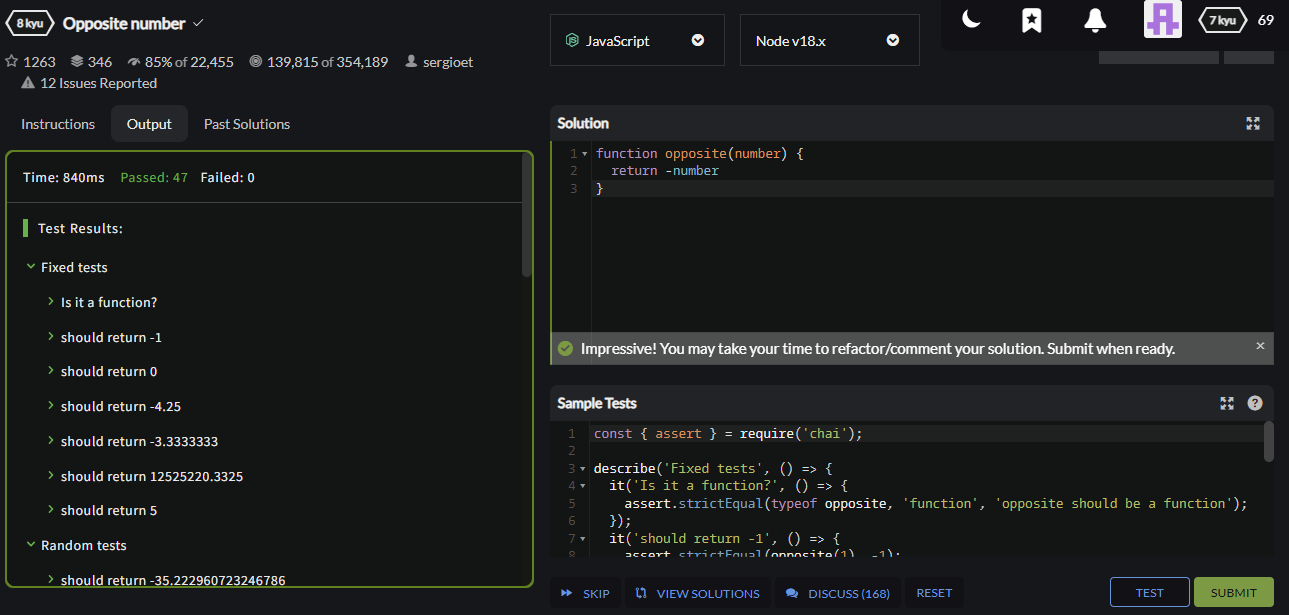 8 kyu Opposite number
1263 346 85% of 22,455 139,815 of 354,189 sergioet
12 Issues Reported
JavaScript
Node v18.x
7 kyu 69
Instructions Output Past Solutions
Time: 840ms Passed: 47 Failed: 0
Test Results:
Fixed tests
Is it a function?
should return -1
should return 0
should return -4.25
should return -3.3333333
should return 12525220.3325
should return 5
Random tests
should return -35.222960723246786
Solution
1 function opposite(number) {
2 return -number
3 }
Impressive! You may take your time to refactor/comment your solution. Submit when ready. ×
Sample Tests ?
1 const { assert } = require('chai');
2
3 describe('Fixed tests', () => {
4 it('Is it a function?', () => {
5 assert.strictEqual(typeof opposite, 'function', 'opposite should be a function');
6 });
7 it('should return -1', () => {
8 assert.strictEqual(opposite(1), -1);
SKIP VIEW SOLUTIONS DISCUSS (168) RESET TEST SUBMIT